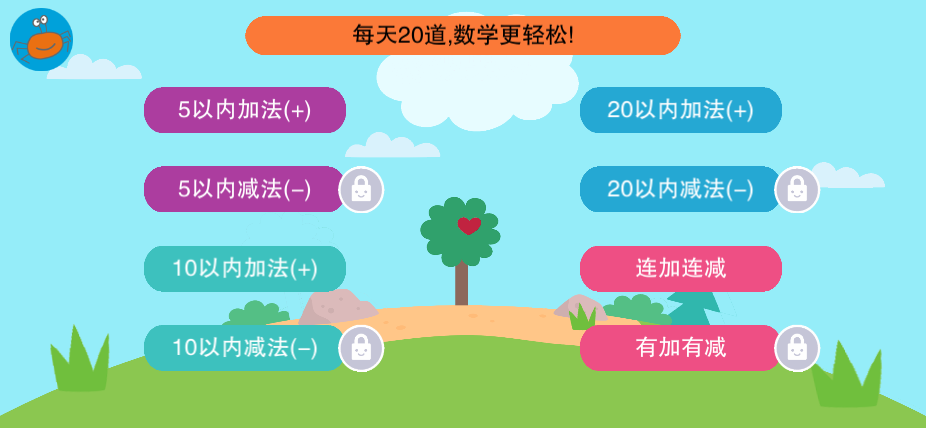 每天20道,数学更轻松!
5以内加法(+)
20以内加法(+)
5以内减法(−)
20以内减法(−)
10以内加法(+)
连加连减
10以内减法(−)
有加有减